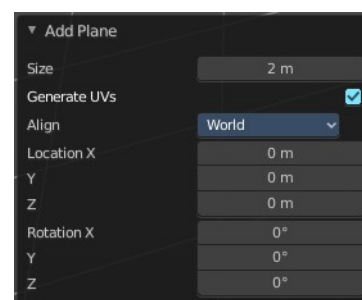 Add Plane
Size 2 m
Generate UVs
Align World
Location X 0 m
Y 0 m
Z 0 m
Rotation X 0°
Y 0°
Z 0°